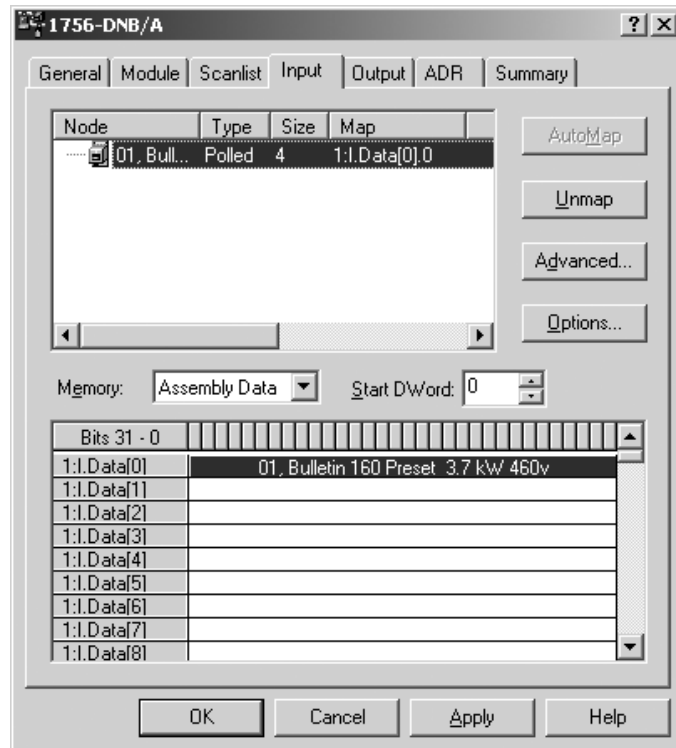 1756-DNB/A
General Module Scanlist Input Output ADR Summary
Node Type Size Map
01, Bull... Polled 4 1:I.Data[0].0
AutoMap
Unmap
Advanced...
Options...
Memory: Assembly Data Start DWord: 0
Bits 31 - 0
1:I.Data[0] 01, Bulletin 160 Preset 3.7 kW 460v
1:I.Data[1]
1:I.Data[2]
1:I.Data[3]
1:I.Data[4]
1:I.Data[5]
1:I.Data[6]
1:I.Data[7]
1:I.Data[8]
OK Cancel Apply Help